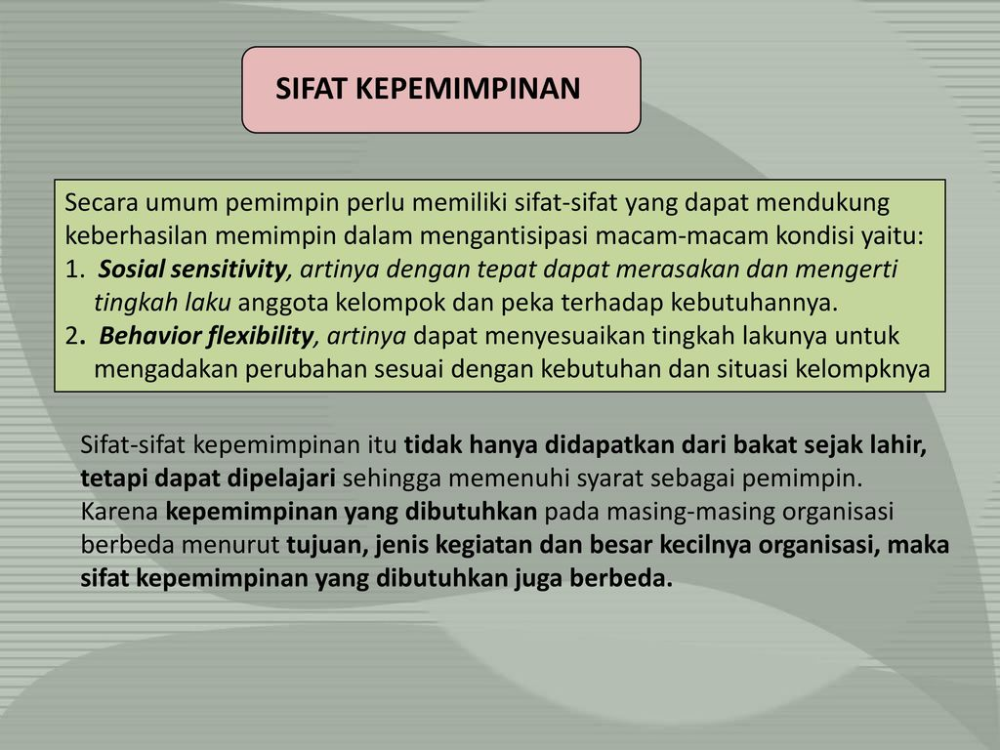 SIFAT KEPEMIMPINAN
Secara umum pemimpin perlu memiliki sifat-sifat yang dapat mendukung
keberhasilan memimpin dalam mengantisipasi macam-macam kondisi yaitu:
1. Sosial sensitivity, artinya dengan tepat dapat merasakan dan mengerti
tingkah laku anggota kelompok dan peka terhadap kebutuhannya.
2. Behavior flexibility, artinya dapat menyesuaikan tingkah lakunya untuk
mengadakan perubahan sesuai dengan kebutuhan dan situasi kelompknya
Sifat-sifat kepemimpinan itu tidak hanya didapatkan dari bakat sejak lahir,
tetapi dapat dipelajari sehingga memenuhi syarat sebagai pemimpin.
Karena kepemimpinan yang dibutuhkan pada masing-masing organisasi
berbeda menurut tujuan, jenis kegiatan dan besar kecilnya organisasi, maka
sifat kepemimpinan yang dibutuhkan juga berbeda.